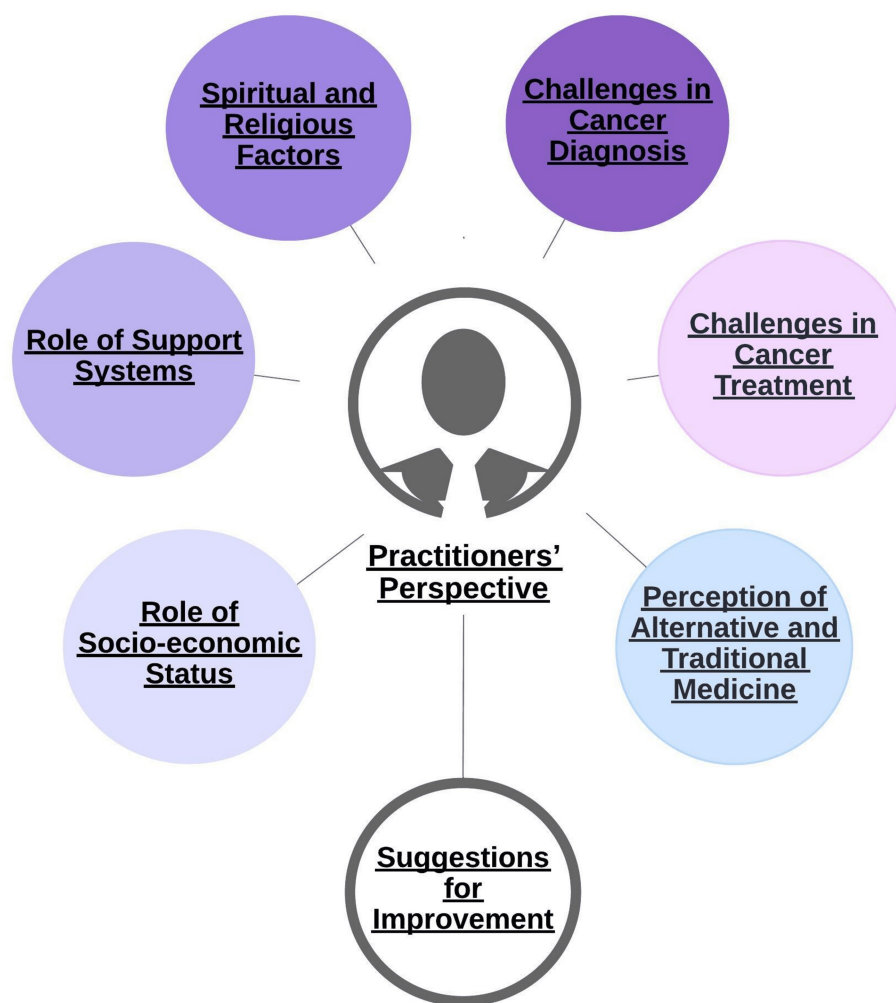 Spiritual and
Religious
Factors
Challenges in
Cancer
Diagnosis
Role of Support
Systems
Challenges in
Cancer
Treatment
Practitioners’
Perspective
Role of
Socio-economic
Status
Perception of
Alternative and
Traditional
Medicine
Suggestions
for
Improvement